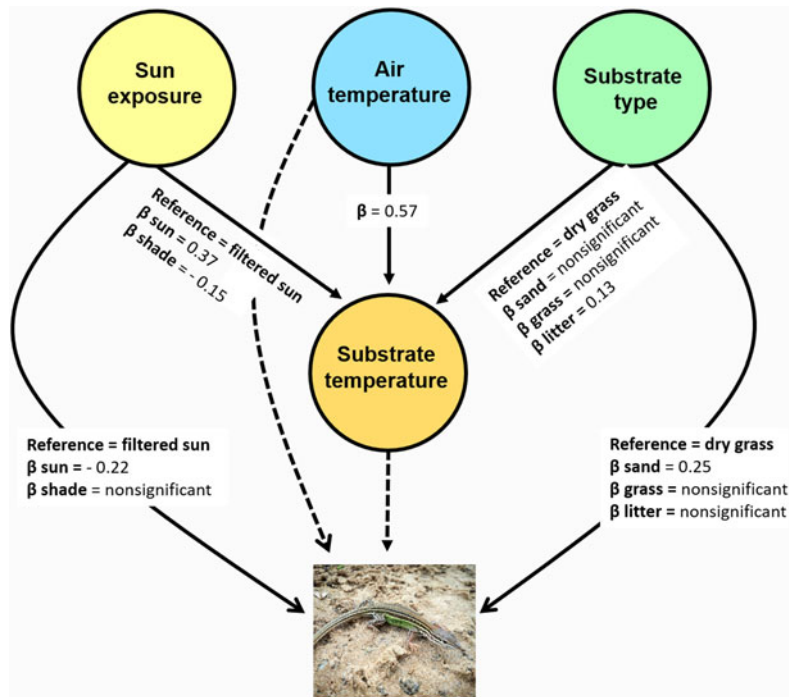 Sun
exposure
Air
temperature
Substrate
type
Reference = filtered sun
β sun = 0.37
β shade = - 0.15
β = 0.57
Reference = dry grass
β sand = nonsignificant
β grass = nonsignificant
β litter = 0.13
Substrate
temperature
Reference = filtered sun
β sun = - 0.22
β shade = nonsignificant
Reference = dry grass
β sand = 0.25
β grass = nonsignificant
β litter = nonsignificant